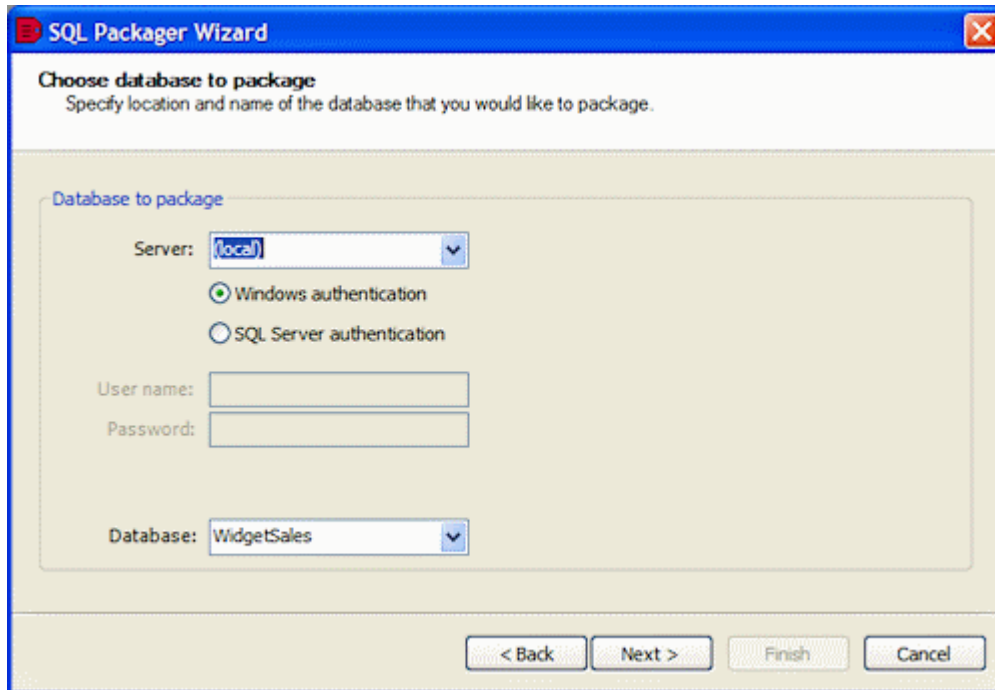 SQL Packager Wizard
Choose database to package
Specify location and name of the database that you would like to package.
Database to package
Server: (local)
Windows authentication
SQL Server authentication
User name:
Password:
Database: WidgetSales
< Back Next > Finish Cancel